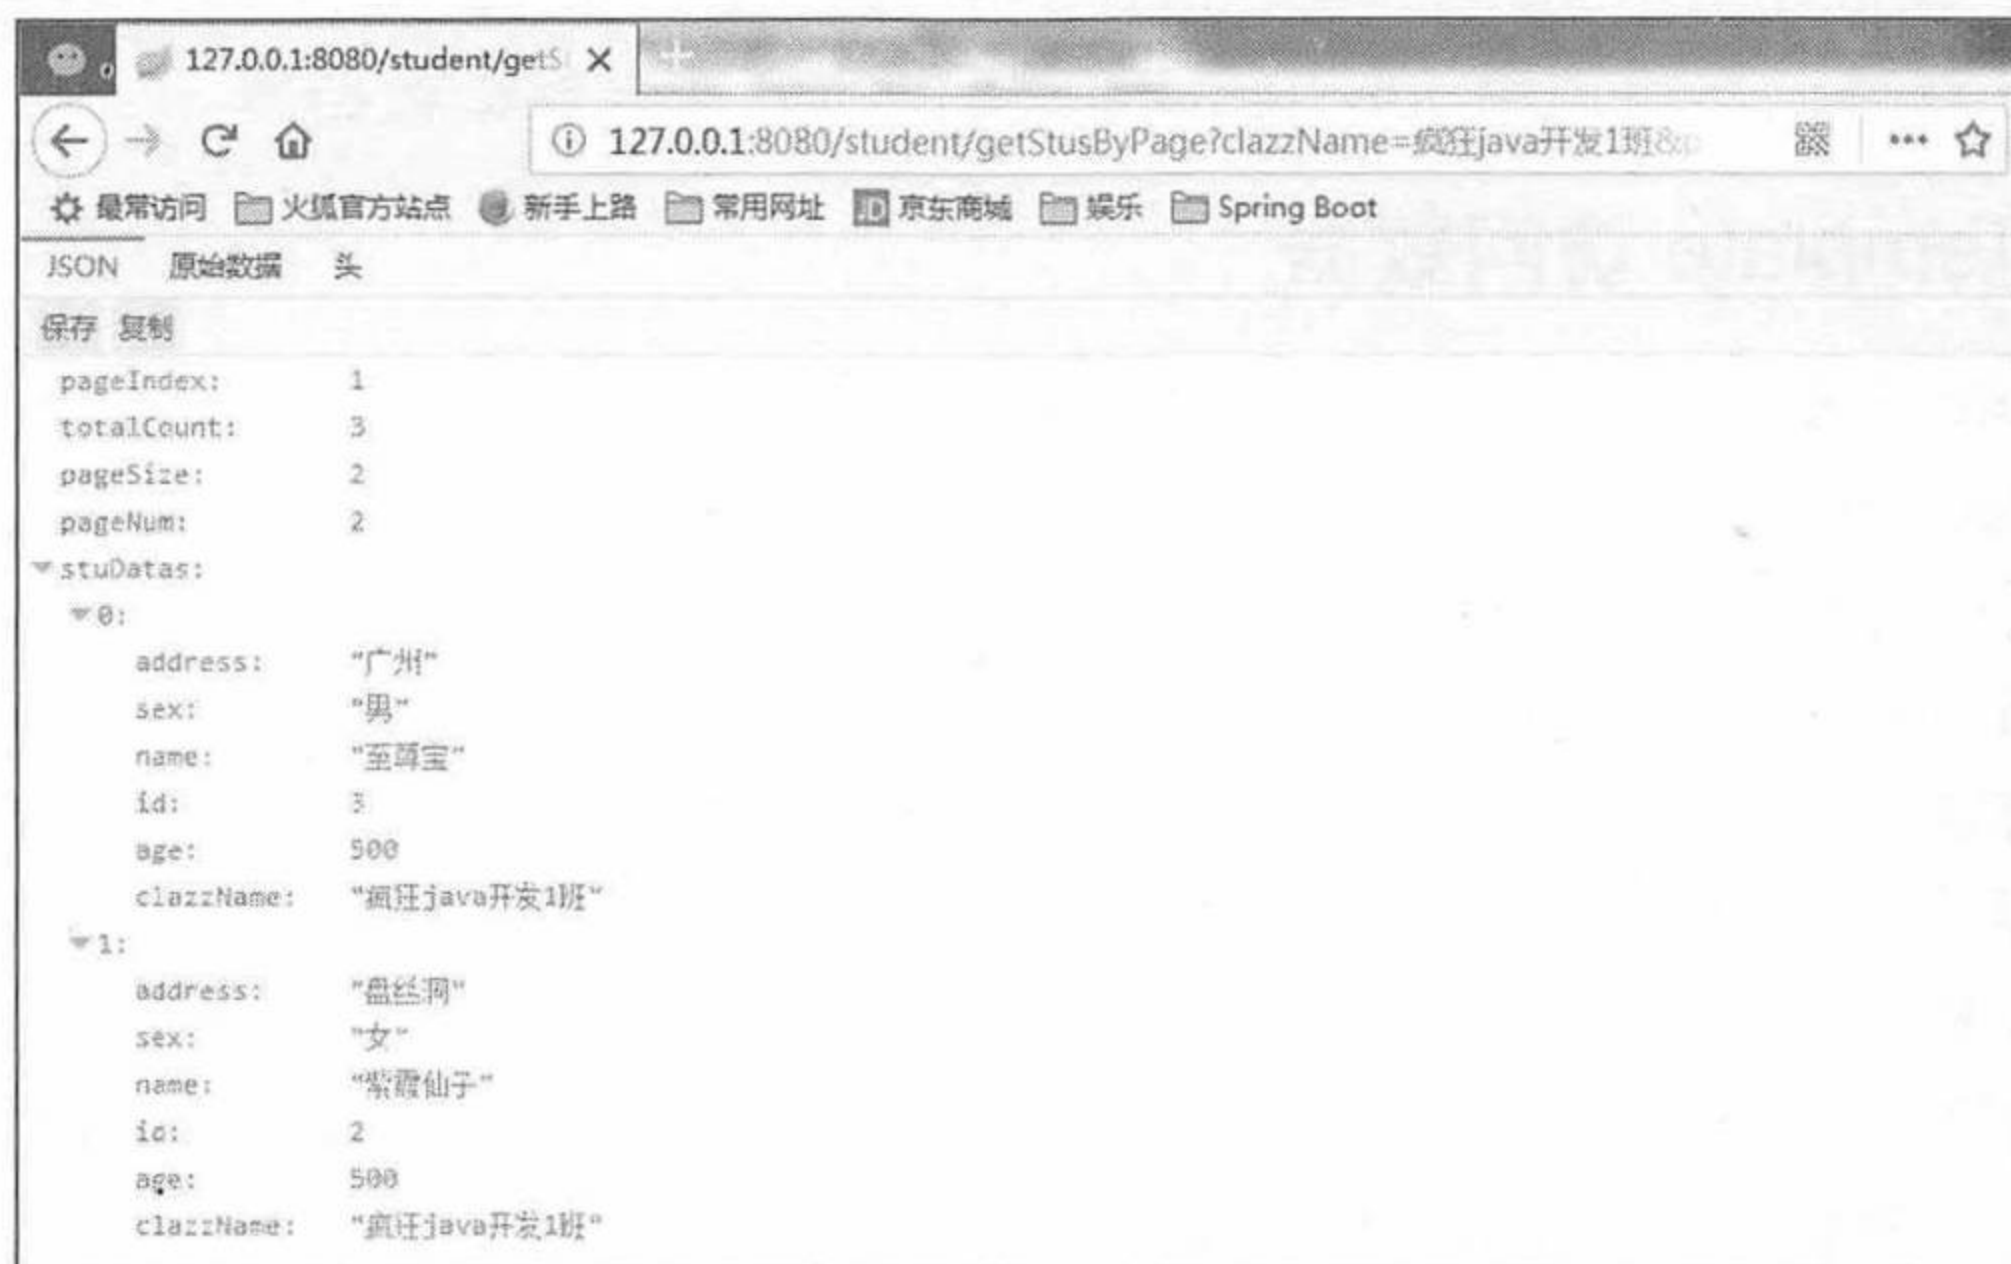 127.0.0.1:8080/student/getSt
127.0.0.1:8080/student/getStusByPage?clazzName=疯狂java开发1班&p
最常访问 火狐官方站点 新手上路 常用网址 京东商城 娱乐 Spring Boot
JSON 原始数据 头
保存 复制
pageIndex: 1
totalCount: 3
pageSize: 2
pageNum: 2
stuDatas:
0:
address: "广州"
sex: "男"
name: "至尊宝"
id: 3
age: 500
clazzName: "疯狂java开发1班"
1:
address: "盘丝洞"
sex: "女"
name: "紫霞仙子"
id: 2
age: 500
clazzName: "疯狂java开发1班"